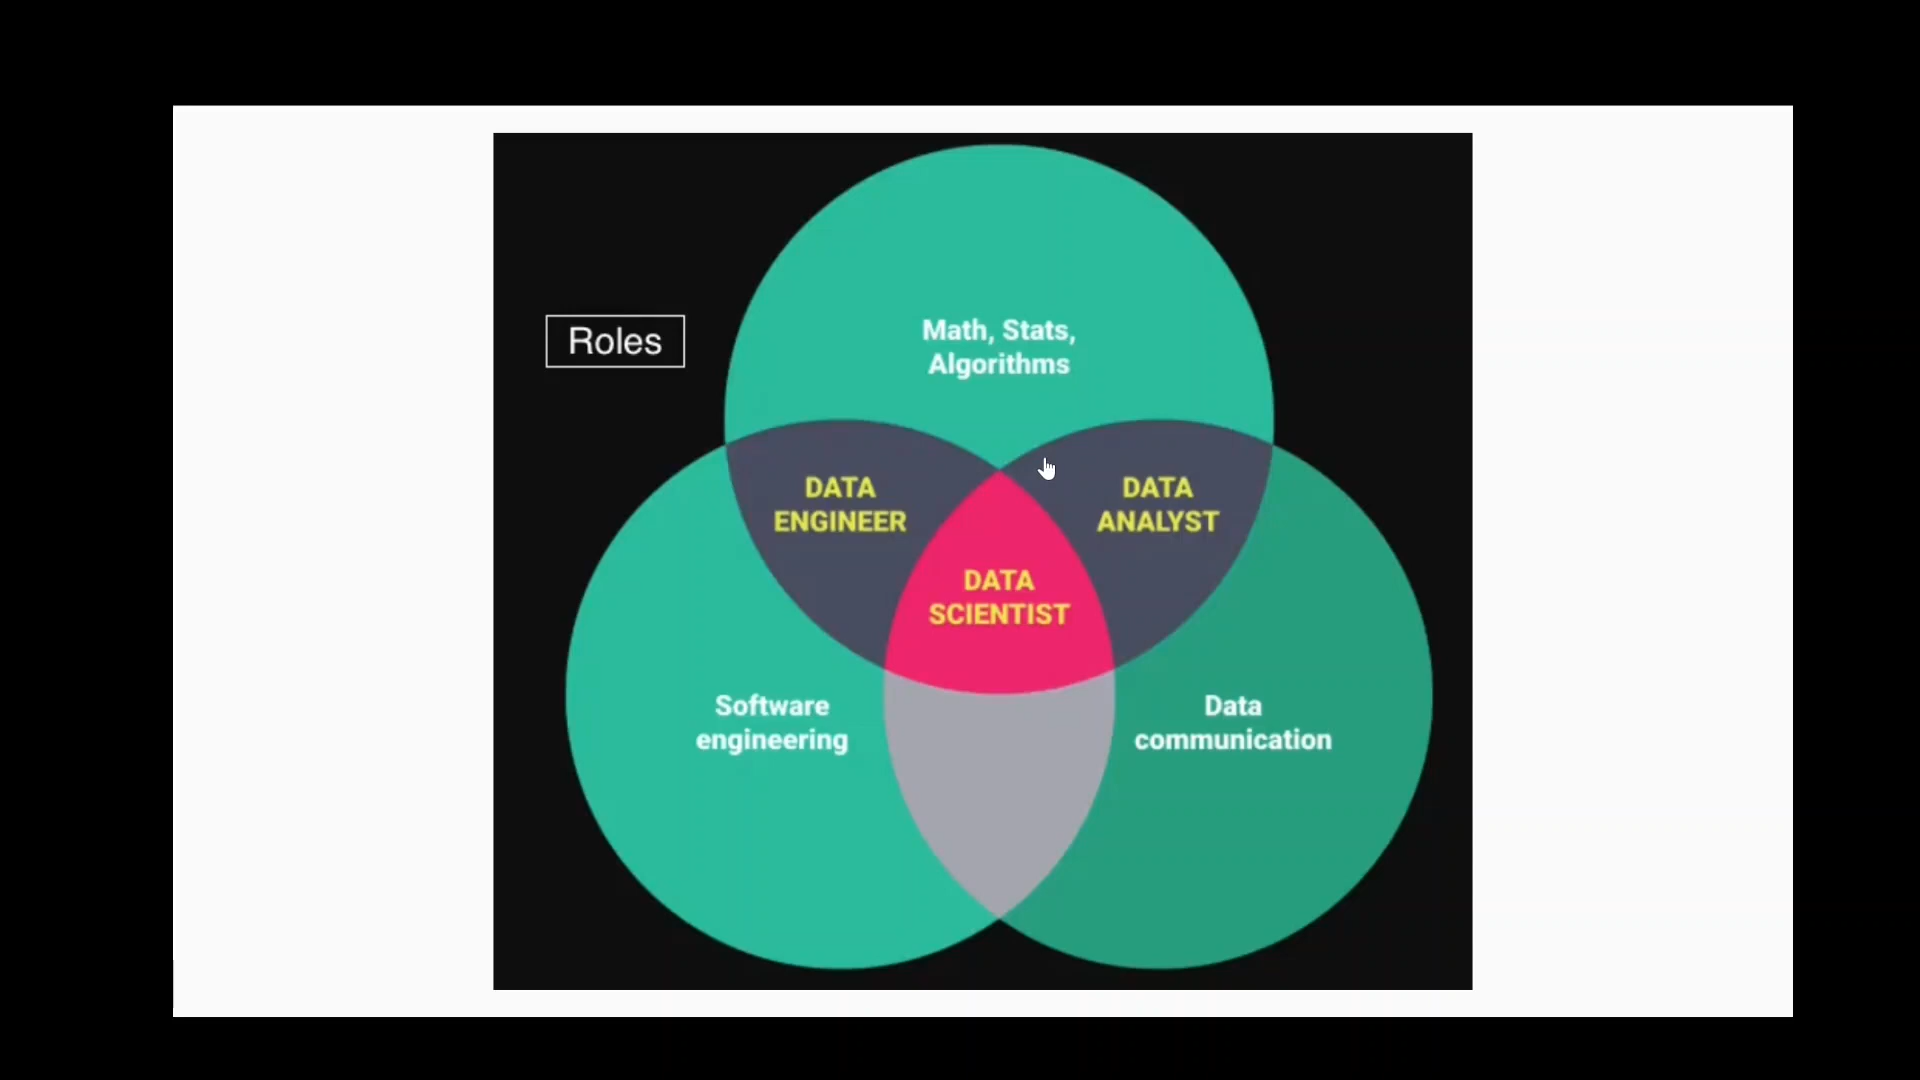 Roles
Math, Stats,
Algorithms
DATA
ENGINEER
DATA
ANALYST
DATA
SCIENTIST
Software
engineering
Data
communication